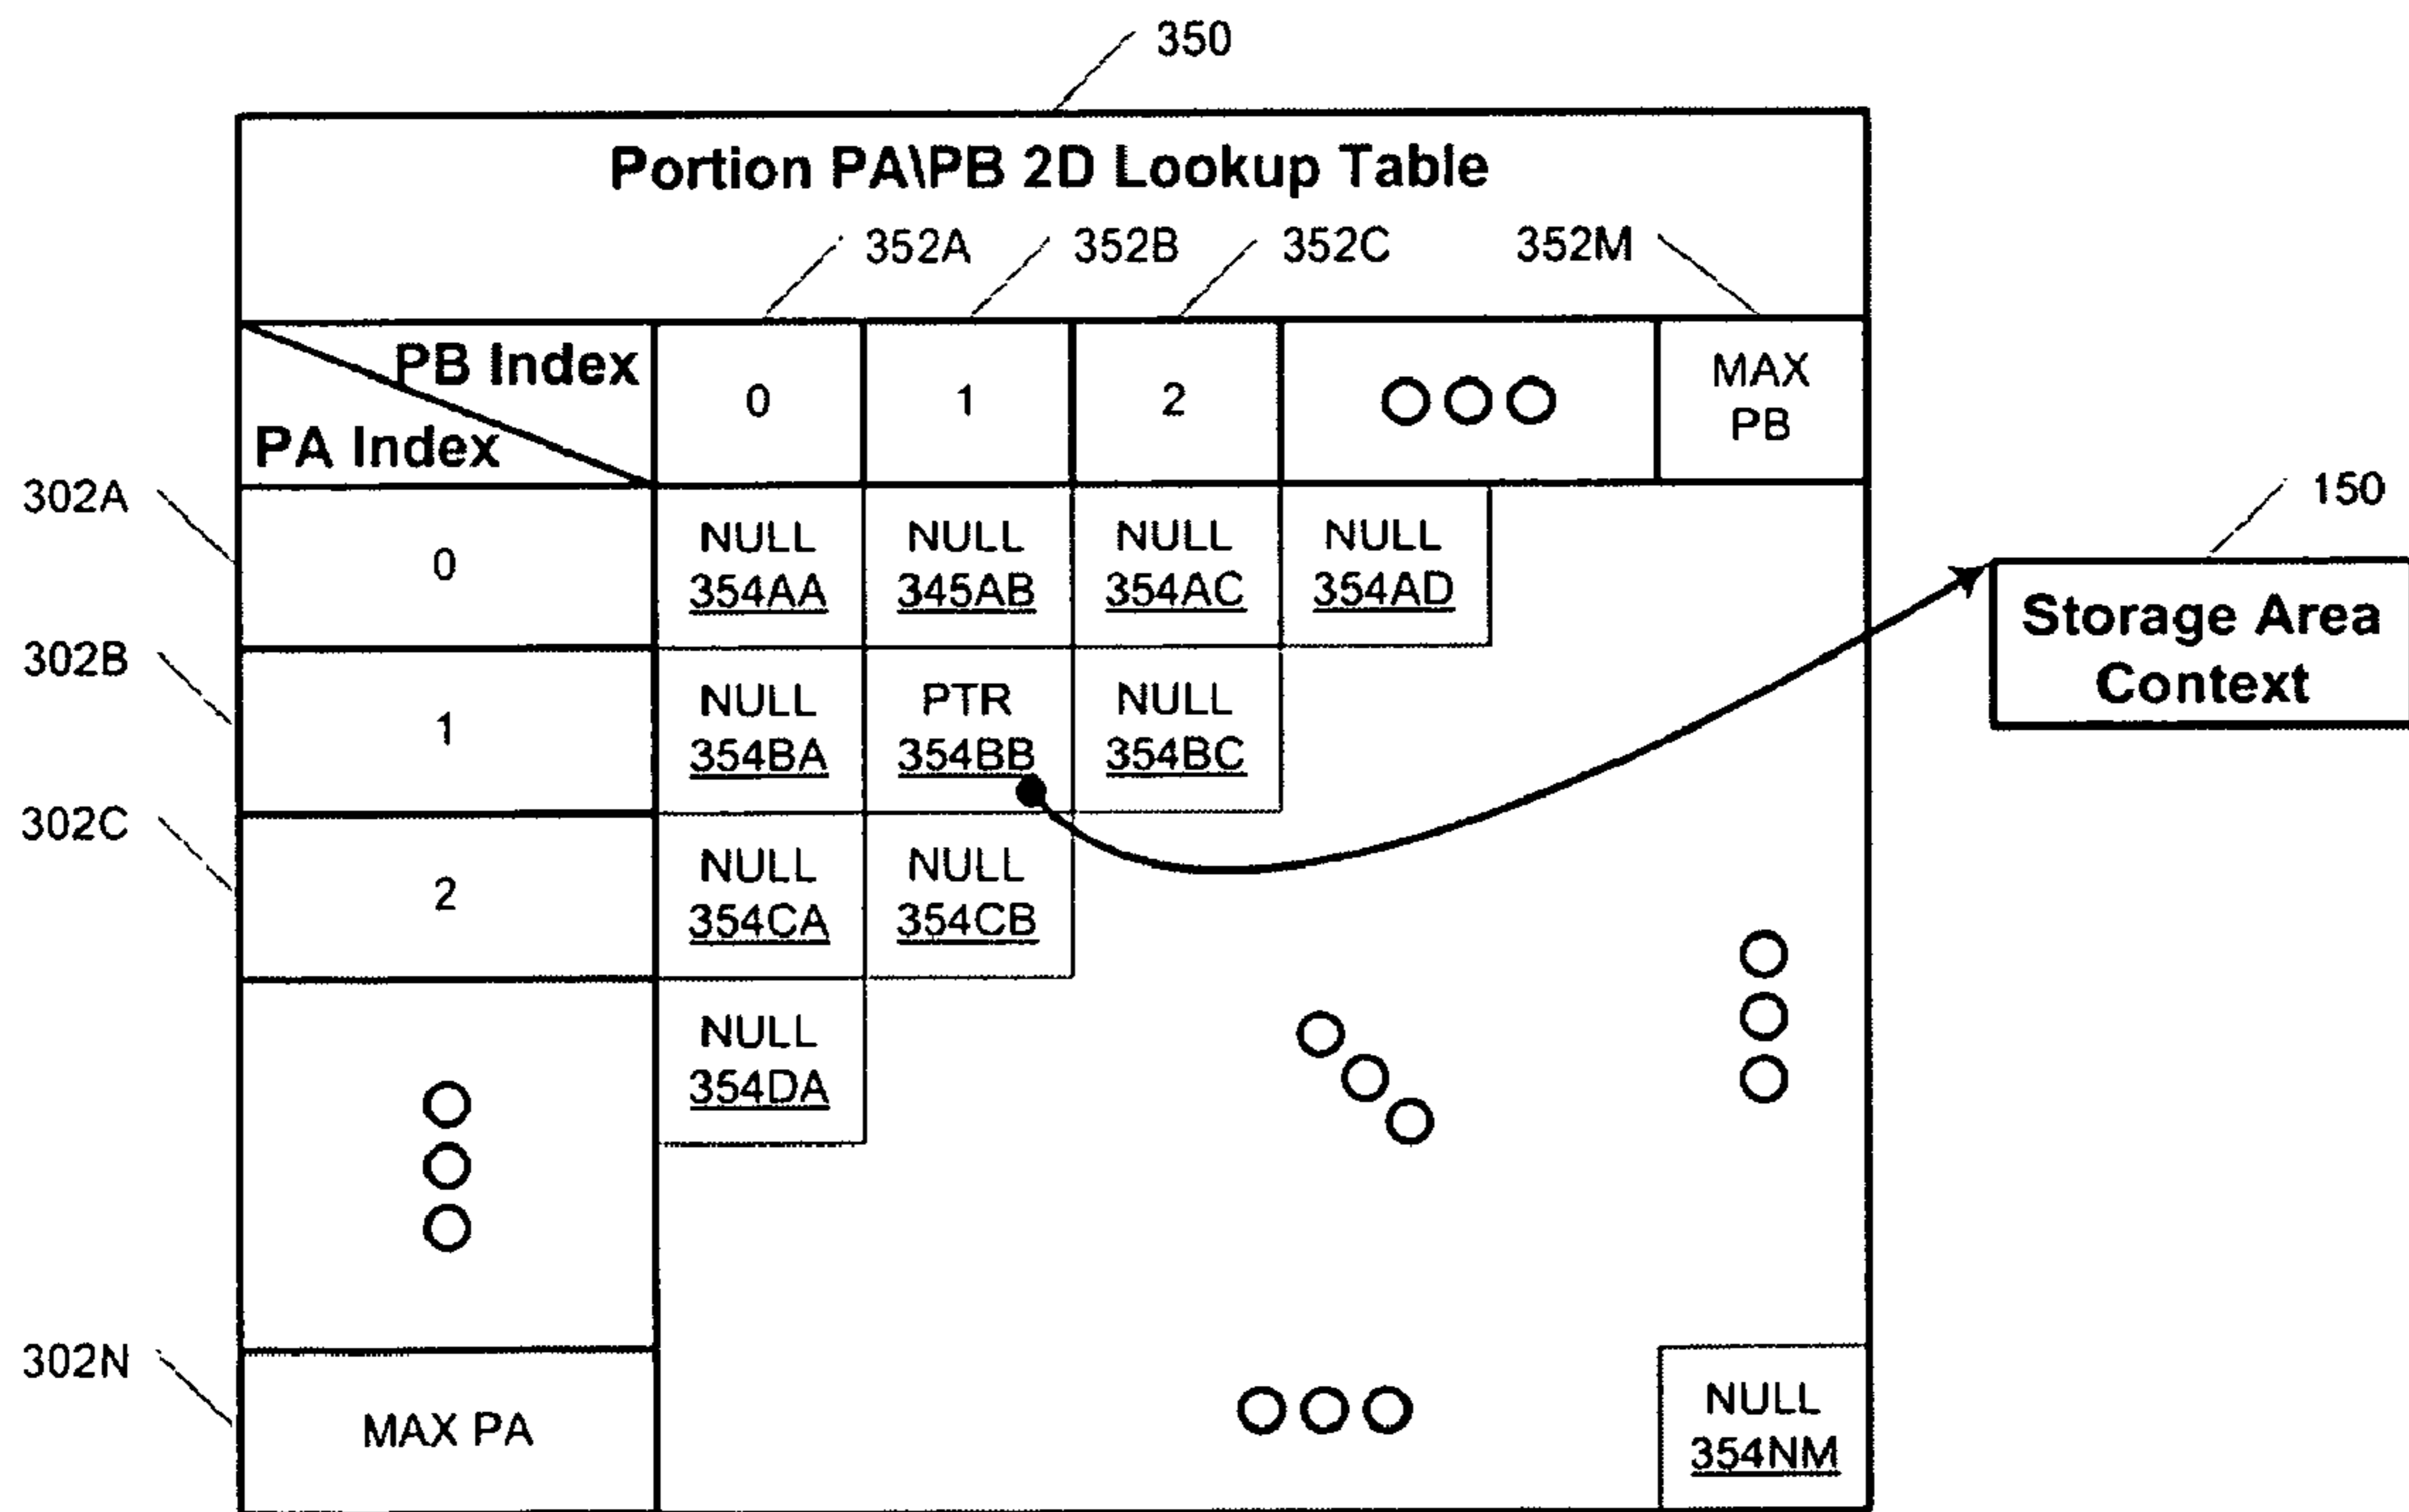 350
Portion PA\PB 2D Lookup Table
352A 352B 352C 352M
PB Index
PA Index
0 1 2 MAX PB
302A
0
NULL 354AA
NULL 345AB
NULL 354AC
NULL 354AD
150
Storage Area
Context
302B
1
NULL 354BA
PTR 354BB
NULL 354BC
302C
2
NULL 354CA
NULL 354CB
NULL 354DA
302N
MAX PA
NULL 354NM